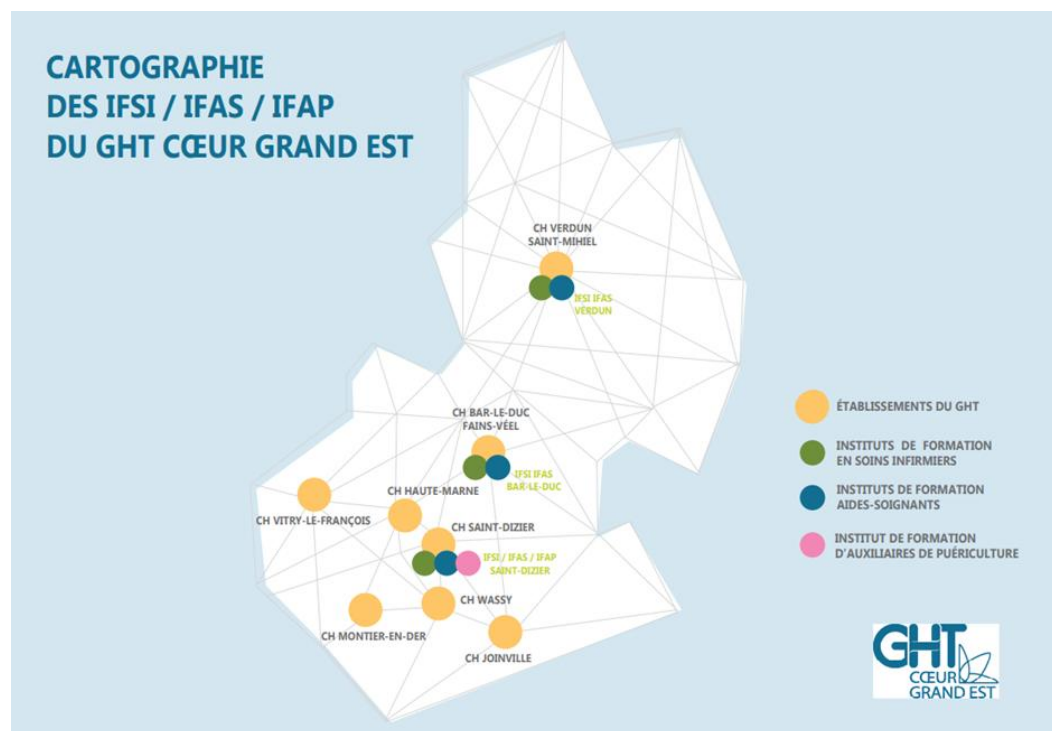 CARTOGRAPHIE
DES IFSI / IFAS / IFAP
DU GHT CŒUR GRAND EST
CH VERDUN
SAINT-MIHIEL
IFSI IFAS
VERDUN
CH BAR-LE-DUC
FAINS-VÉEL
IFSI IFAS
BAR-LE-DUC
CH HAUTE-MARNE
CH VITRY-LE-FRANÇOIS
CH SAINT-DIZIER
IFSI / IFAS / IFAP
SAINT-DIZIER
CH WASSY
CH MONTIER-EN-DER
CH JOINVILLE
ÉTABLISSEMENTS DU GHT
INSTITUTS DE FORMATION
EN SOINS INFIRMIERS
INSTITUTS DE FORMATION
AIDES-SOIGNANTS
INSTITUT DE FORMATION
D'AUXILIAIRES DE PUÉRICULTURE
GHT
CŒUR
GRAND EST